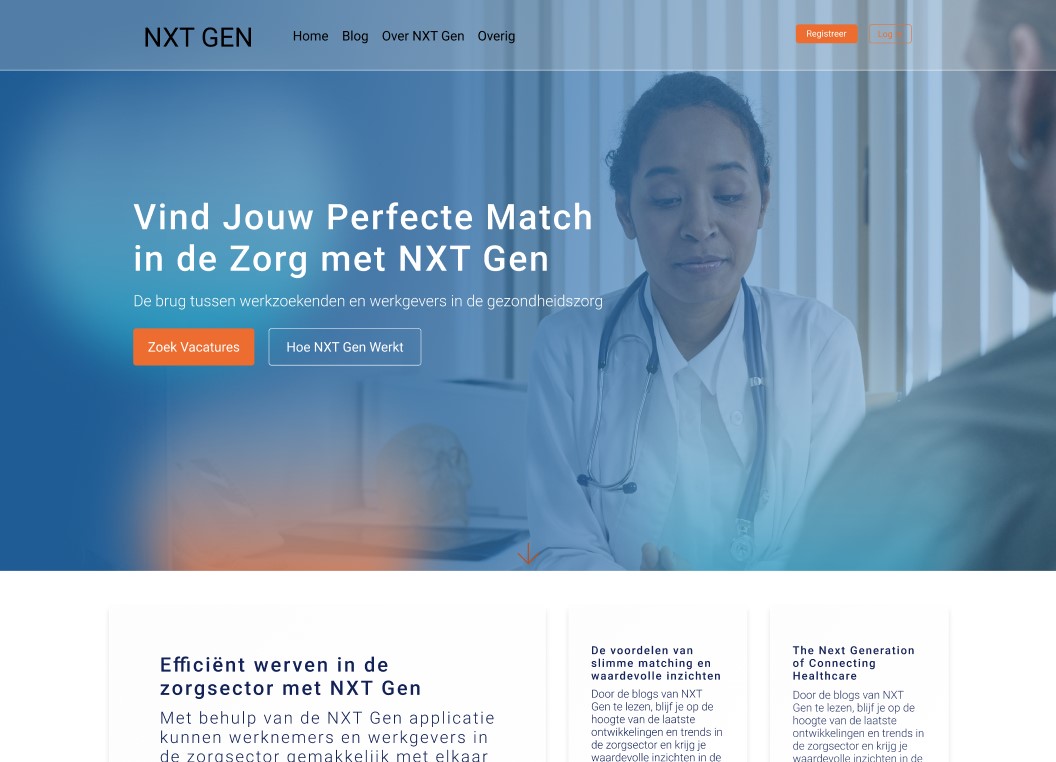 NXT GEN
Home Blog Over NXT Gen Overig
Registreer
Log
Vind Jouw Perfecte Match
in de Zorg met NXT Gen
De brug tussen werkzoekenden en werkgevers in de gezondheidszorg
Zoek Vacatures
Hoe NXT Gen Werkt
Efficiënt werven in de
zorgsector met NXT Gen
Met behulp van de NXT Gen applicatie
kunnen werknemers en werkgevers in
de zorgsector gemakkelijk met elkaar
De voordelen van
slimme matching en
waardevolle inzichten
Door de blogs van NXT
Gen te lezen, blijf je op de
hoogte van de laatste
ontwikkelingen en trends in
de zorgsector en krijg je
waardevolle inzichten in de
The Next Generation
of Connecting
Healthcare
Door de blogs van NXT
Gen te lezen, blijf je op de
hoogte van de laatste
ontwikkelingen en trends in
de zorgsector en krijg je
waardevolle inzichten in de